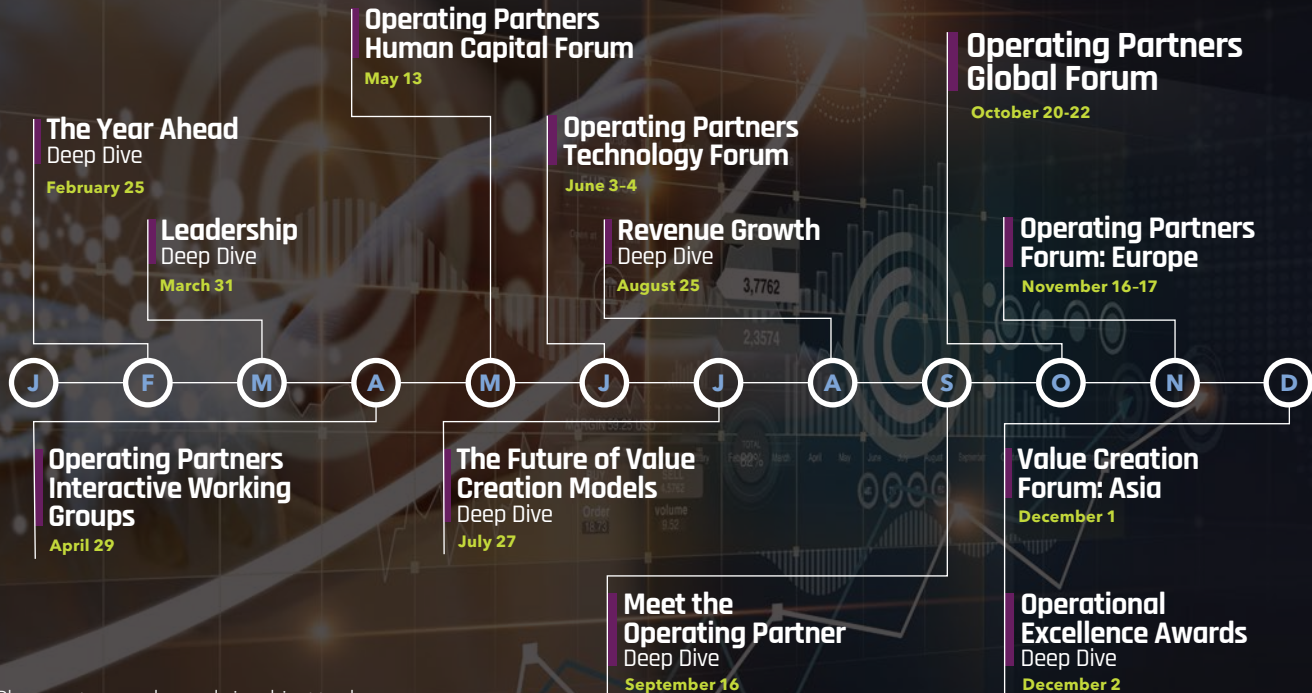 Operating Partners
Human Capital Forum
May 13
Operating Partners
Global Forum
October 20-22
The Year Ahead
Deep Dive
February 25
Operating Partners
Technology Forum
June 3–4
Leadership
Deep Dive
March 31
Revenue Growth
Deep Dive
August 25
Operating Partners
Forum: Europe
November 16-17
3,7762
2,3574
J F M A M J J A S O N D
Operating Partners
Interactive Working
Groups
April 29
The Future of Value
Creation Models
Deep Dive
July 27
Value Creation
Forum: Asia
December 1
Meet the
Operating Partner
Deep Dive
September 16
Operational
Excellence Awards
Deep Dive
December 2